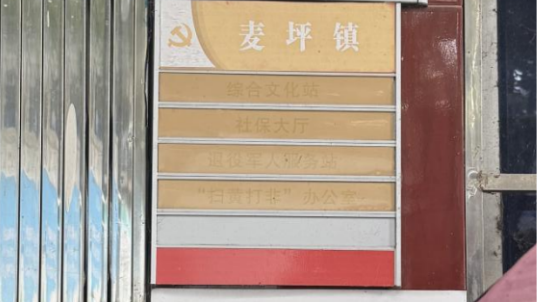 麦坪镇
综合文化站
社保大厅
退役军人服务站
“扫黄打非”办公室